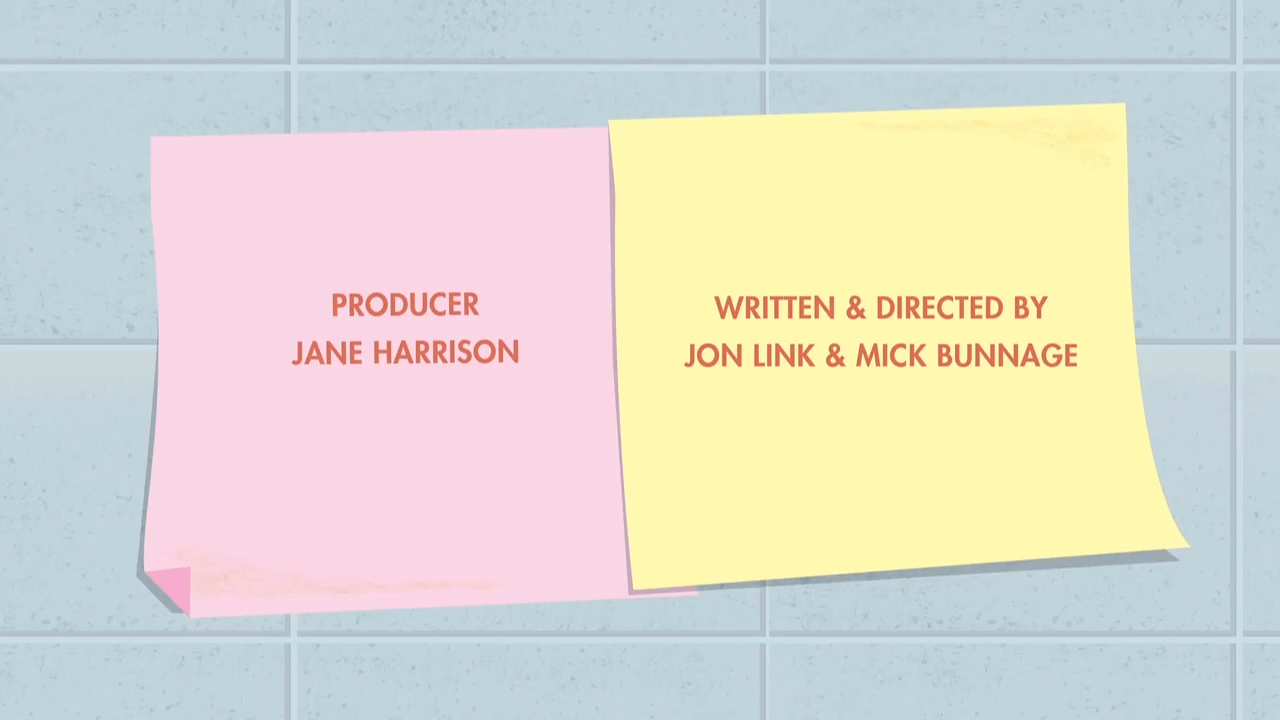 PRODUCER
JANE HARRISON
WRITTEN & DIRECTED BY
JON LINK & MICK BUNNAGE